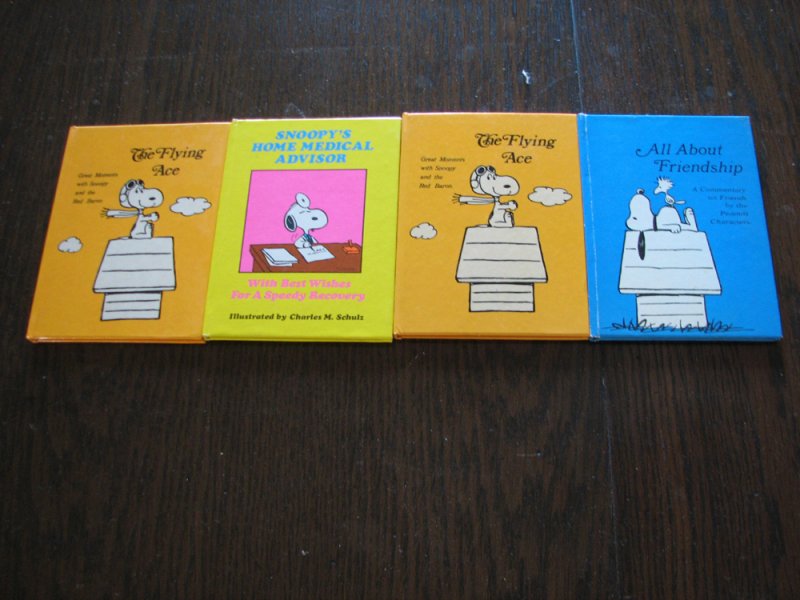 The Flying
Ace
Great Moments
with Snoopy
and the
Red Baron
SNOOPY'S
HOME MEDICAL
ADVISOR
With Best Wishes
For A Speedy Recovery
Illustrated by Charles M. Schulz
The Flying
Ace
Great Moments
with Snoopy
and the
Red Baron
All About
Friendship
A Commentary
on Friends
by the
Peanuts
Characters